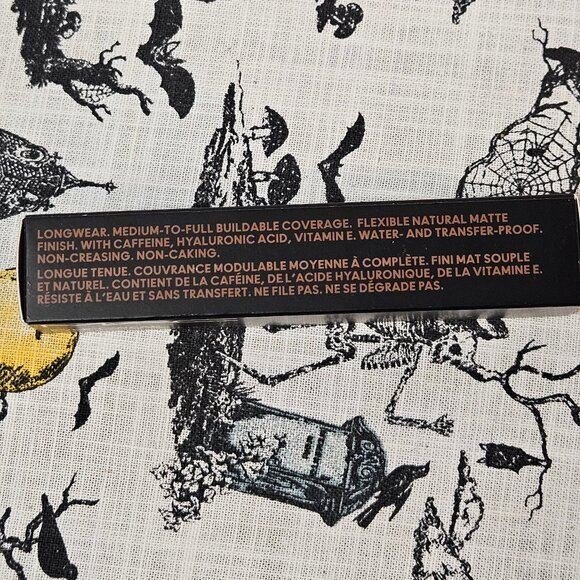 LONGWEAR. MEDIUM-TO-FULL BUILDABLE COVERAGE. FLEXIBLE NATURAL MATTE
FINISH. WITH CAFFEINE, HYALURONIC ACID, VITAMIN E. WATER- AND TRANSFER-PROOF.
NON-CREASING. NON-CAKING.
LONGUE TENUE. COUVRANCE MODULABLE MOYENNE À COMPLÈTE. FINI MAT SOUPLE
ET NATUREL. CONTIENT DE LA CAFÉINE, DE L'ACIDE HYALURONIQUE, DE LA VITAMINE E.
RÉSISTE À L'EAU ET SANS TRANSFERT. NE FILE PAS. NE SE DÉGRADE PAS.